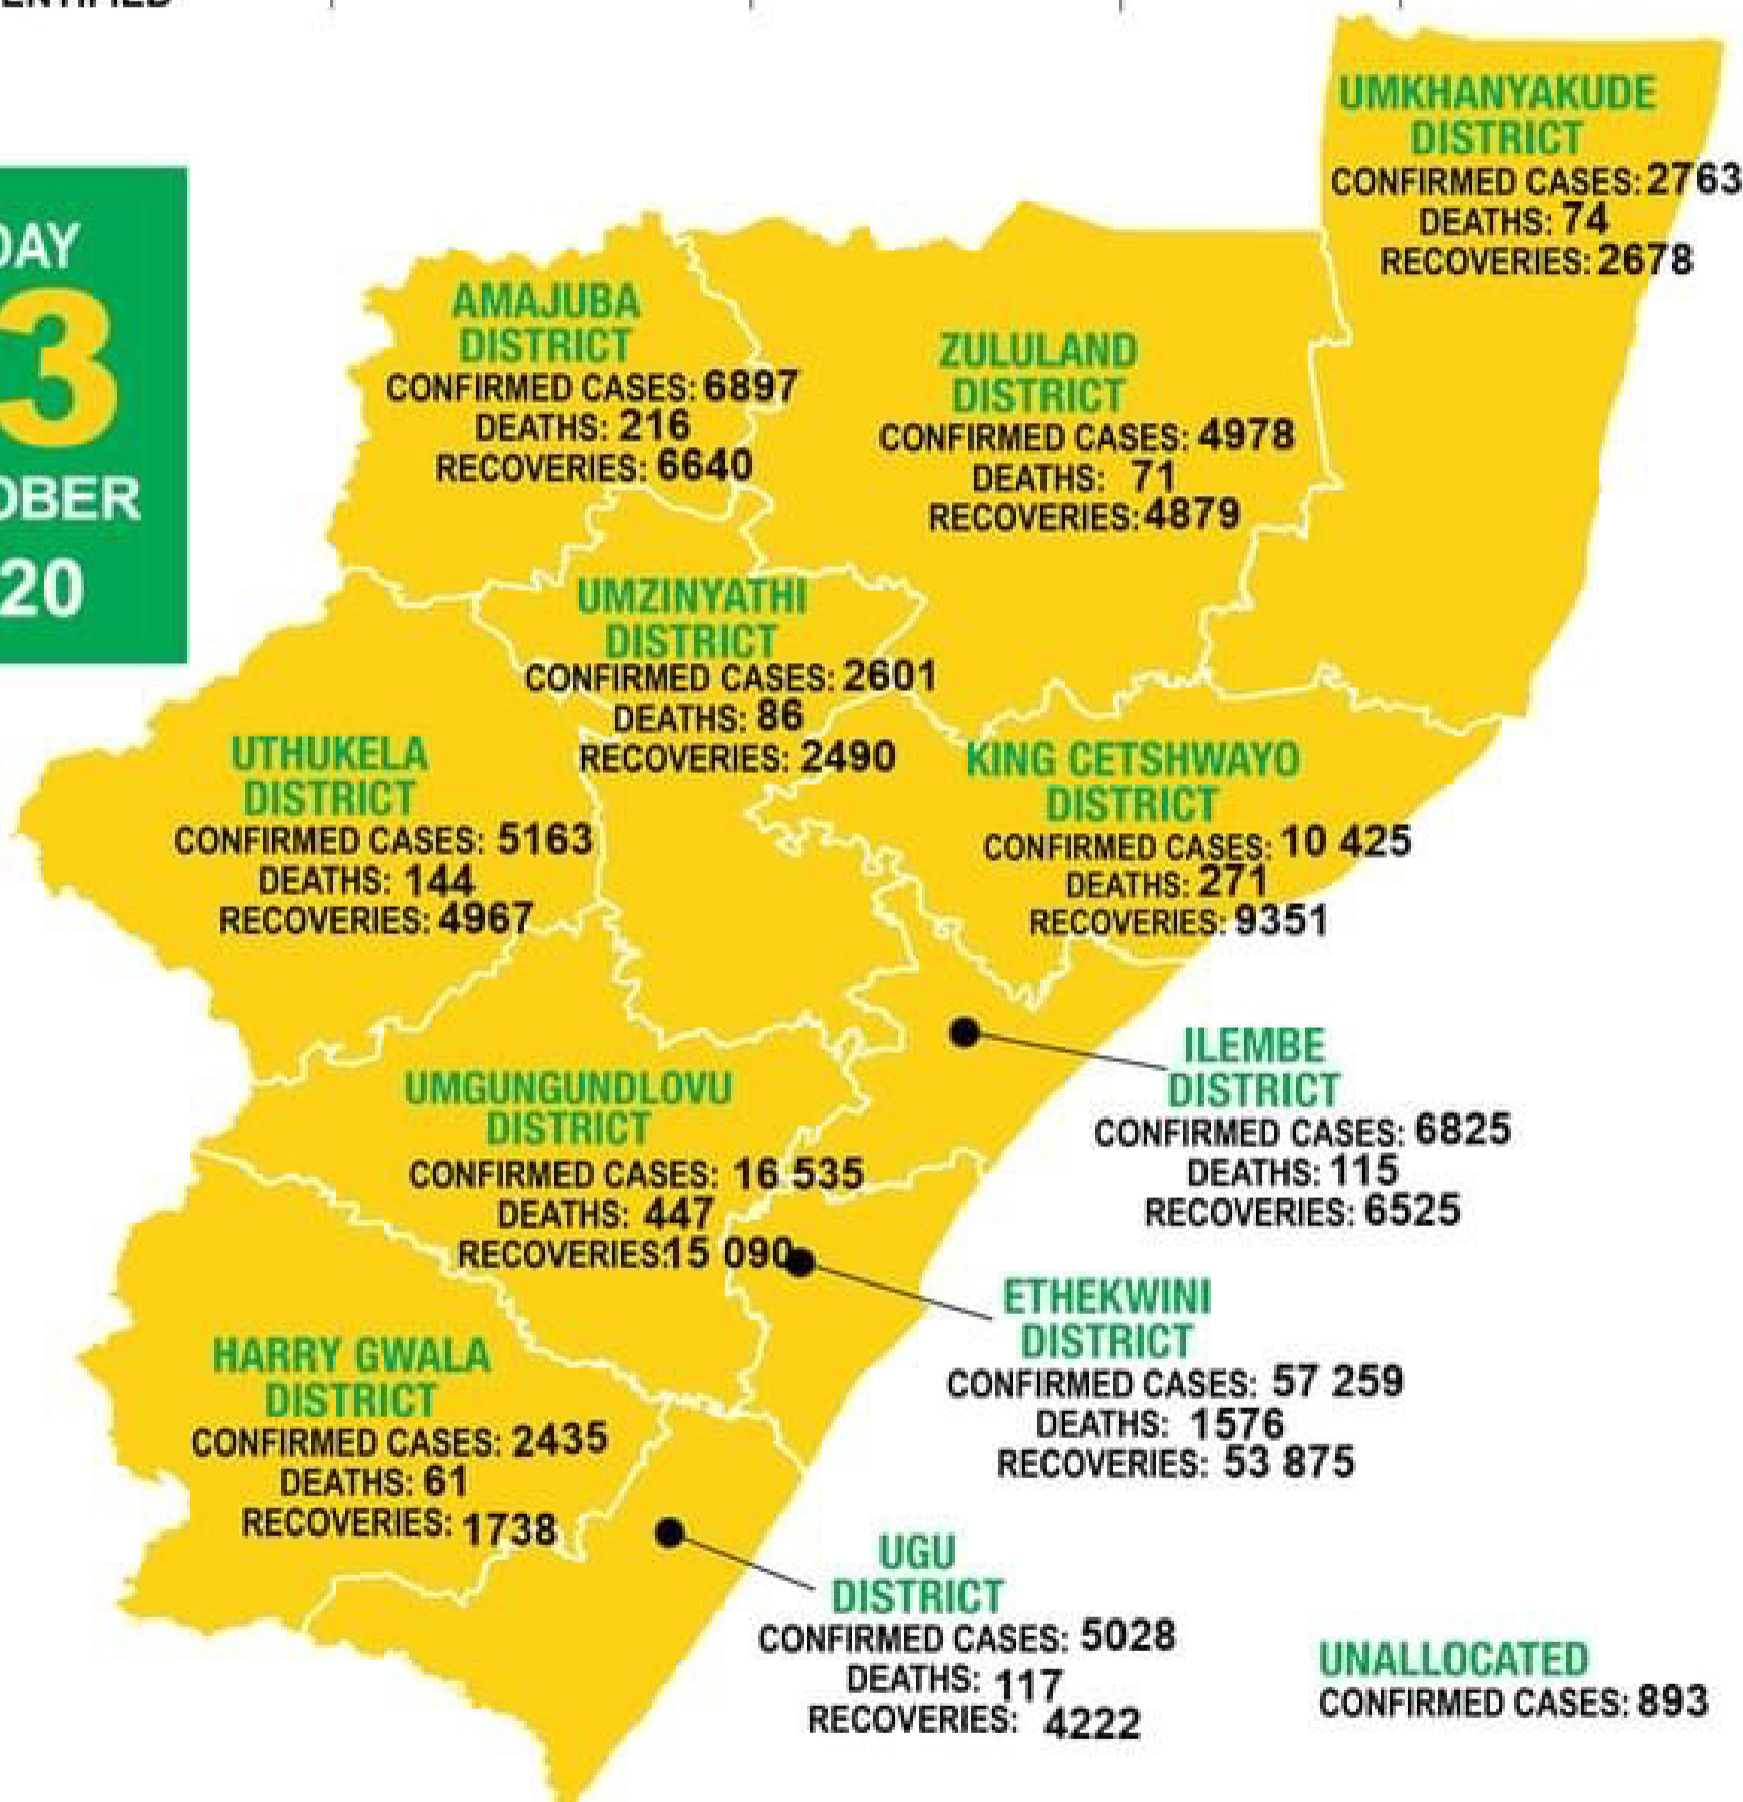 DAY
3
OBER
20
UMKHANYAKUDE
DISTRICT
CONFIRMED CASES: 2763
DEATHS: 74
RECOVERIES: 2678
AMAJUBA
DISTRICT
CONFIRMED CASES: 6897
DEATHS: 216
RECOVERIES: 6640
ZULULAND
DISTRICT
CONFIRMED CASES: 4978
DEATHS: 71
RECOVERIES: 4879
UMZINYATHI
DISTRICT
CONFIRMED CASES: 2601
DEATHS: 86
RECOVERIES: 2490
UTHUKELA
DISTRICT
CONFIRMED CASES: 5163
DEATHS: 144
RECOVERIES: 4967
KING CETSHWAYO
DISTRICT
CONFIRMED CASES: 10 425
DEATHS: 271
RECOVERIES: 9351
ILEMBE
DISTRICT
CONFIRMED CASES: 6825
DEATHS: 115
RECOVERIES: 6525
UMGUNGUNDLOVU
DISTRICT
CONFIRMED CASES: 16 535
DEATHS: 447
RECOVERIES:15 090
ETHEKWINI
DISTRICT
CONFIRMED CASES: 57 259
DEATHS: 1576
RECOVERIES: 53 875
HARRY GWALA
DISTRICT
CONFIRMED CASES: 2435
DEATHS: 61
RECOVERIES: 1738
UGU
DISTRICT
CONFIRMED CASES: 5028
DEATHS: 117
RECOVERIES: 4222
UNALLOCATED
CONFIRMED CASES: 893